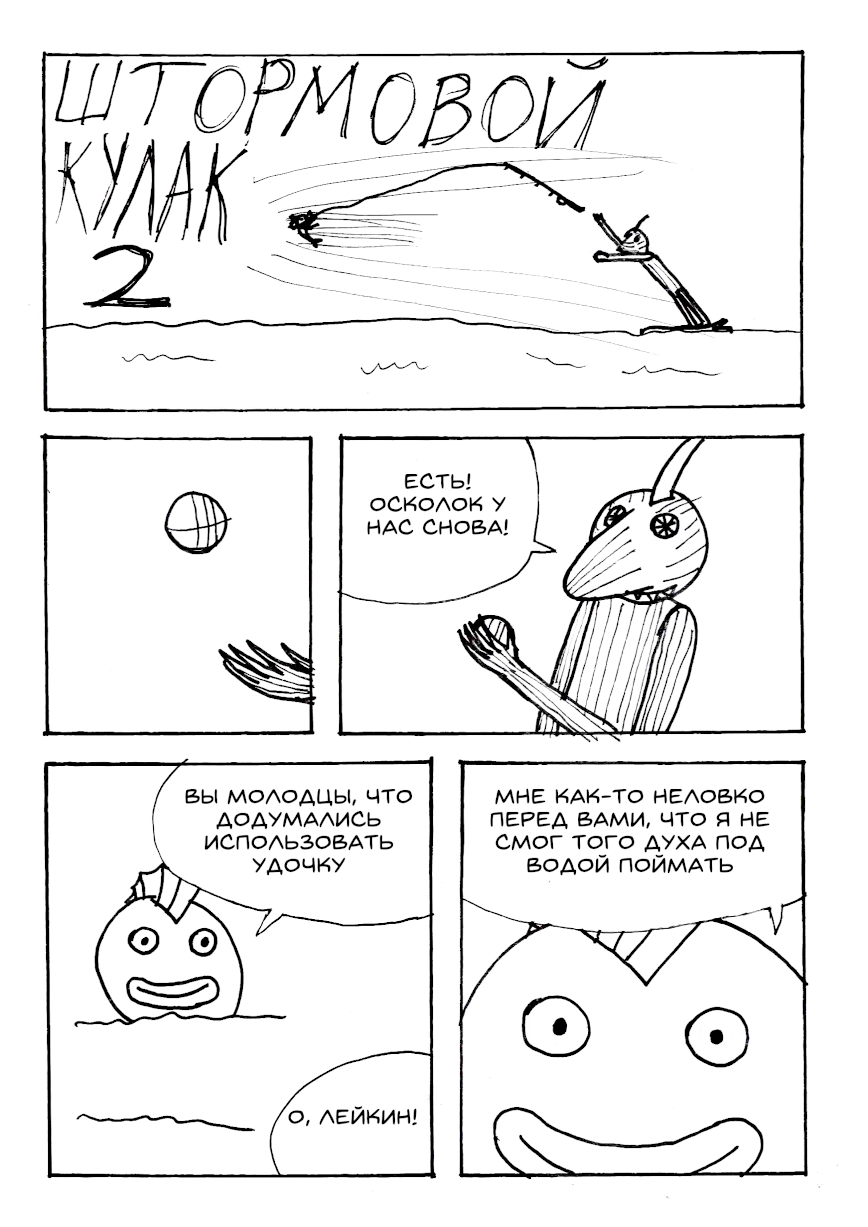 ШТОРМОВОЙ
КУЛАК
2
ЕСТЬ!
ОСКОЛОК У
НАС СНОВА!
ВЫ МОЛОДЦЫ, ЧТО
ДОДУМАЛИСЬ
ИСПОЛЬЗОВАТЬ
УДОЧКУ
О, ЛЕЙКИН!
МНЕ КАК-ТО НЕЛОВКО
ПЕРЕД ВАМИ, ЧТО Я НЕ
СМОГ ТОГО ДУХА ПОД
ВОДОЙ ПОЙМАТЬ